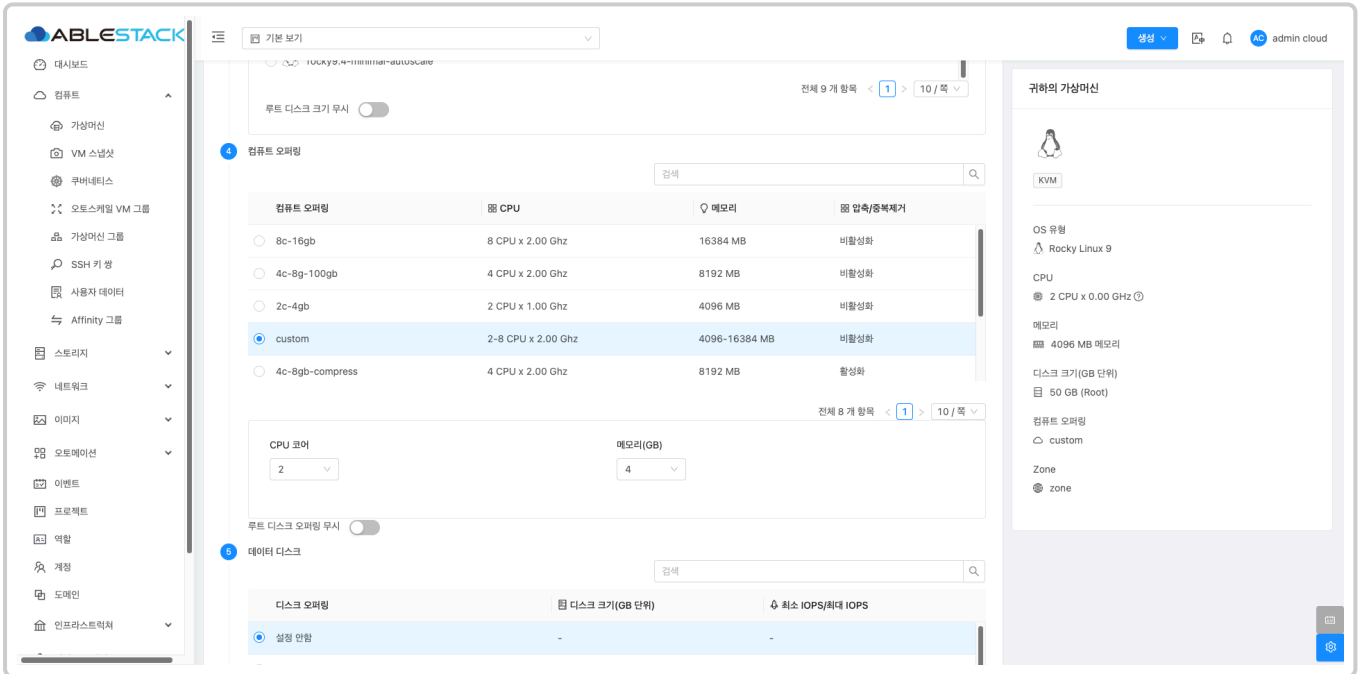 ABLESTACK
기본 보기
생성
AC admin cloud
대시보드
컴퓨트
가상머신
VM 스냅샷
쿠버네티스
오토스케일 VM 그룹
가상머신 그룹
SSH 키 쌍
사용자 데이터
Affinity 그룹
스토리지
네트워크
이미지
오토메이션
이벤트
프로젝트
역할
계정
도메인
인프라스트럭쳐
rocky9.4-minimal-autoscale
전체 9 개 항목 < 1 > 10 / 쪽
루트 디스크 크기 무시
4 컴퓨트 오퍼링
검색
컴퓨트 오퍼링 CPU 메모리 압축/중복제거
8c-16gb 8 CPU x 2.00 Ghz 16384 MB 비활성화
4c-8g-100gb 4 CPU x 2.00 Ghz 8192 MB 비활성화
2c-4gb 2 CPU x 1.00 Ghz 4096 MB 비활성화
custom 2-8 CPU x 2.00 Ghz 4096-16384 MB 비활성화
4c-8gb-compress 4 CPU x 2.00 Ghz 8192 MB 활성화
전체 8 개 항목 < 1 > 10 / 쪽
CPU 코어 메모리(GB)
2 4
루트 디스크 오퍼링 무시
5 데이터 디스크
검색
디스크 오퍼링 디스크 크기(GB 단위) 최소 IOPS/최대 IOPS
설정 안함 - -
귀하의 가상머신
KVM
OS 유형
Rocky Linux 9
CPU
2 CPU x 0.00 GHz
메모리
4096 MB 메모리
디스크 크기(GB 단위)
50 GB (Root)
컴퓨트 오퍼링
custom
Zone
zone